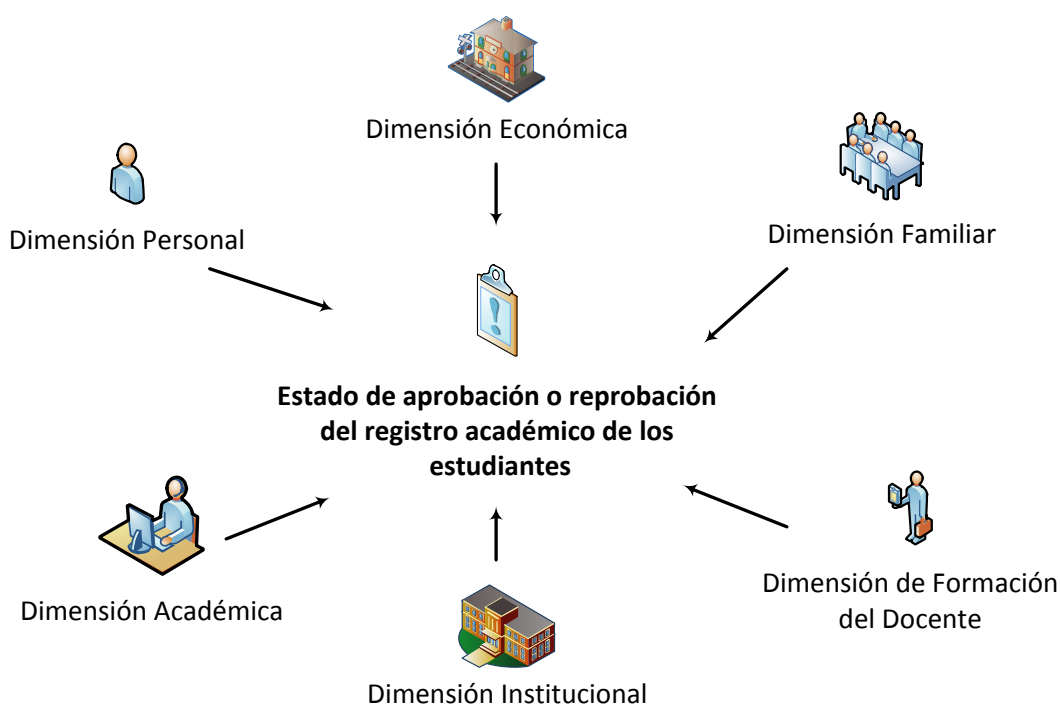 Dimensión Económica
Dimensión Personal
Dimensión Familiar
Estado de aprobación o reprobación
del registro académico de los
estudiantes
Dimensión Académica
Dimensión de Formación
del Docente
Dimensión Institucional